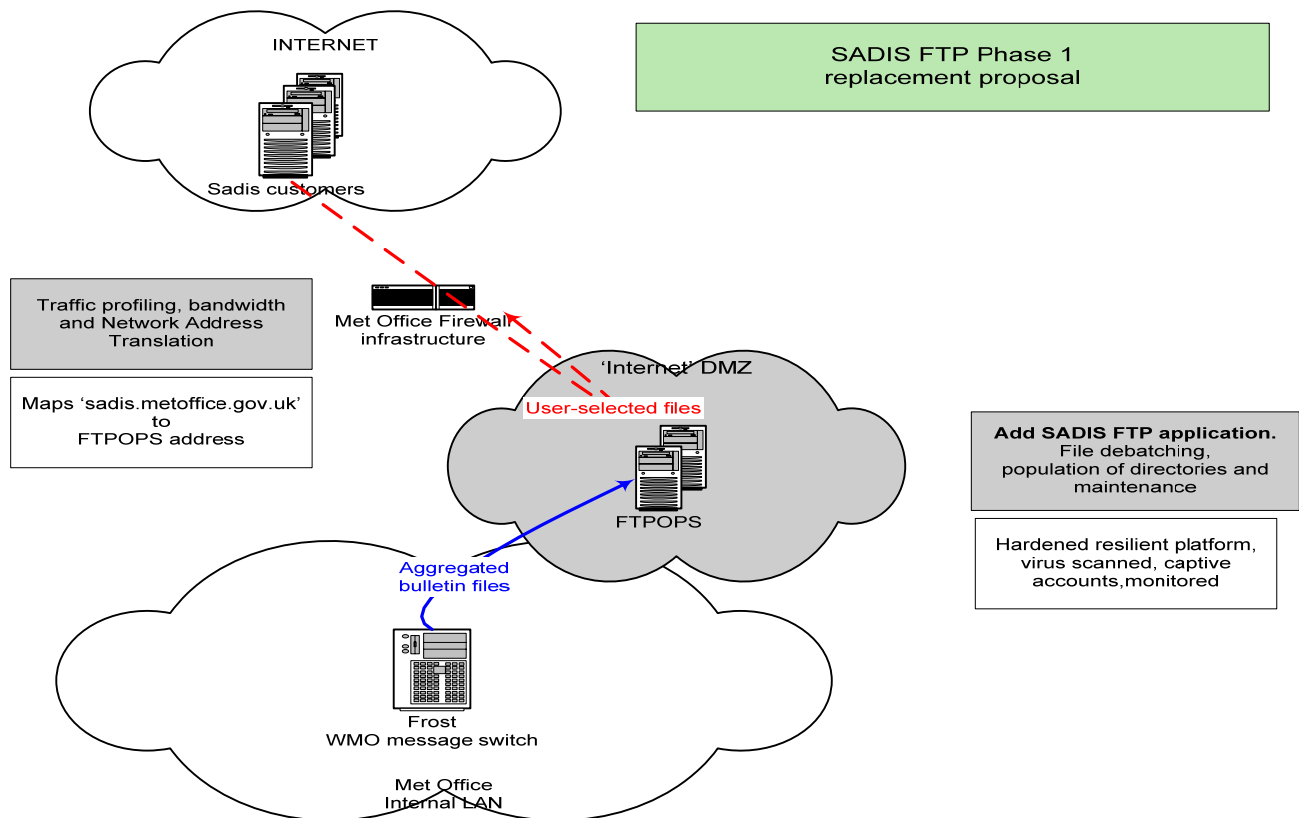 INTERNET
SADIS FTP Phase 1
replacement proposal
Sadis customers
Traffic profiling, bandwidth
and Network Address
Translation
Met Office Firewall
infrastructure
Maps 'sadis.metoffice.gov.uk'
to
FTPOPS address
'Internet' DMZ
User-selected files
Add SADIS FTP application.
File debatching,
population of directories and
maintenance
FTPOPS
Hardened resilient platform,
virus scanned, captive
accounts,monitored
Aggregated
bulletin files
Frost
WMO message switch
Met Office
Internal LAN